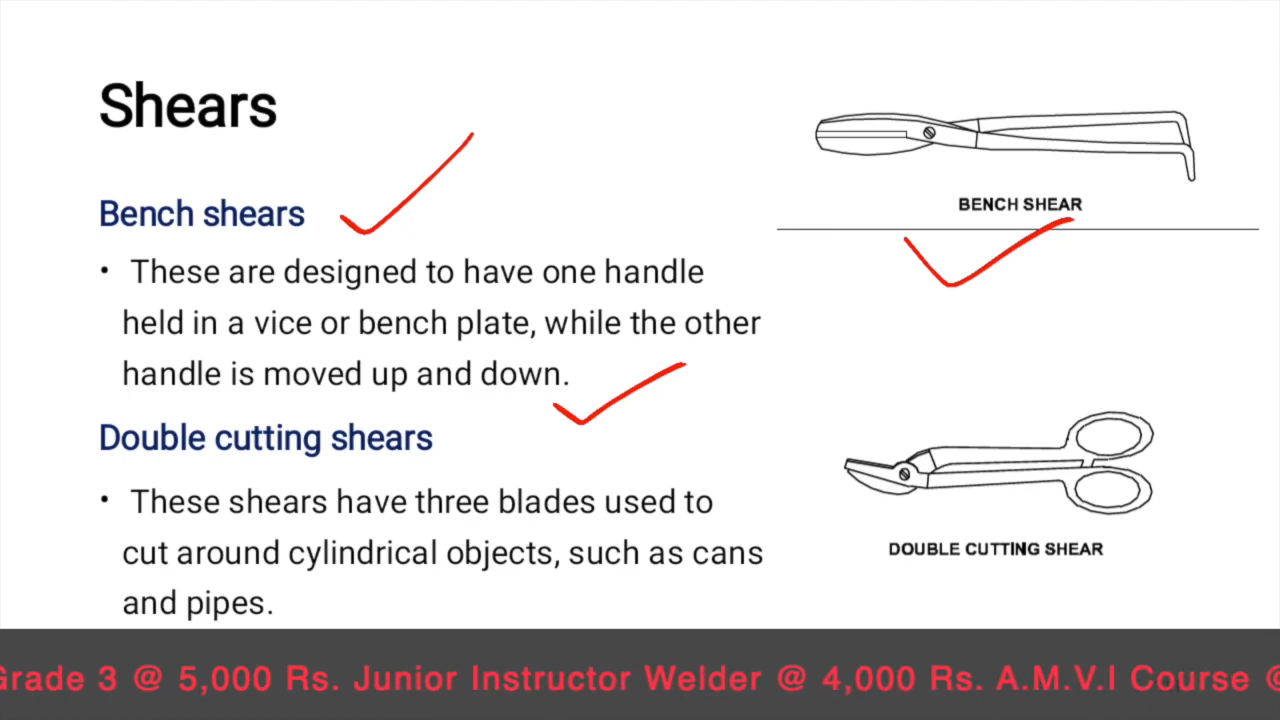 Shears
Bench shears
• These are designed to have one handle
held in a vice or bench plate, while the other
handle is moved up and down.
Double cutting shears
• These shears have three blades used to
cut around cylindrical objects, such as cans
and pipes.
BENCH SHEAR
DOUBLE CUTTING SHEAR
Grade 3 @ 5,000 Rs. Junior Instructor Welder @ 4,000 Rs. A.M.V.I Course @